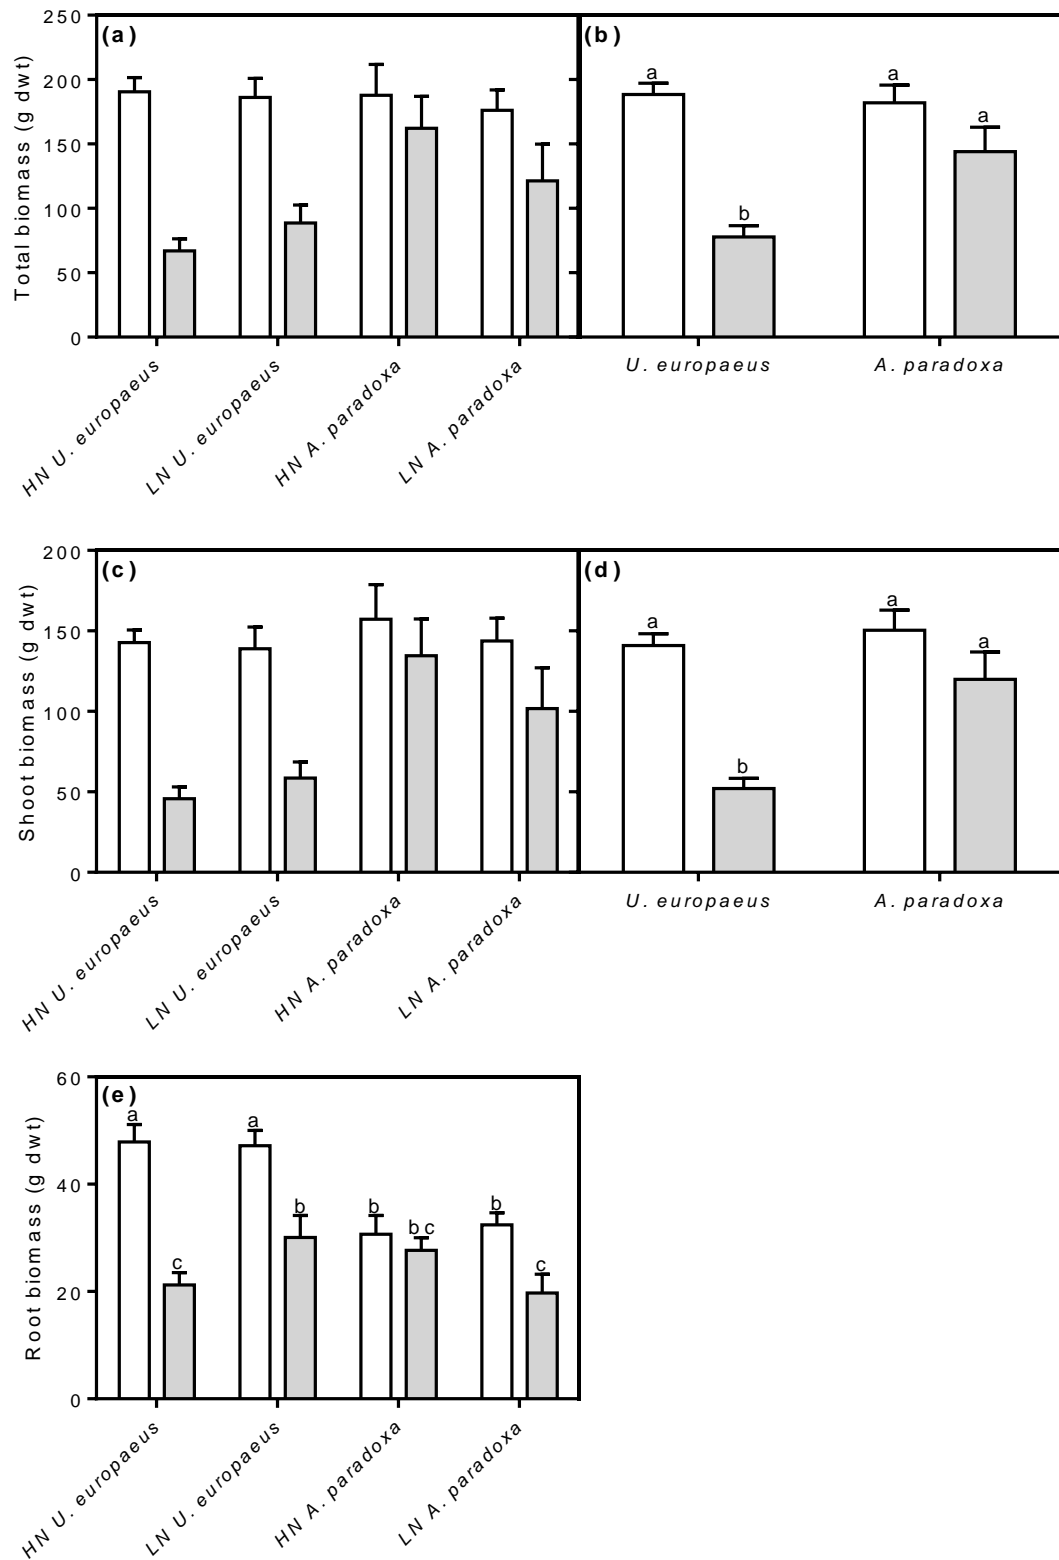 (a)
(b)
Total biomass (g dwt)
250
200
150
100
50
0
a
b
a
a
HN U. europaeus
LN U. europaeus
HN A. paradoxa
LN A. paradoxa
U. europaeus
A. paradoxa
(c)
(d)
Shoot biomass (g dwt)
200
150
100
50
0
a
b
a
a
HN U. europaeus
LN U. europaeus
HN A. paradoxa
LN A. paradoxa
U. europaeus
A. paradoxa
(e)
Root biomass (g dwt)
60
40
20
0
a
c
a
b
b
bc
b
c
HN U. europaeus
LN U. europaeus
HN A. paradoxa
LN A. paradoxa